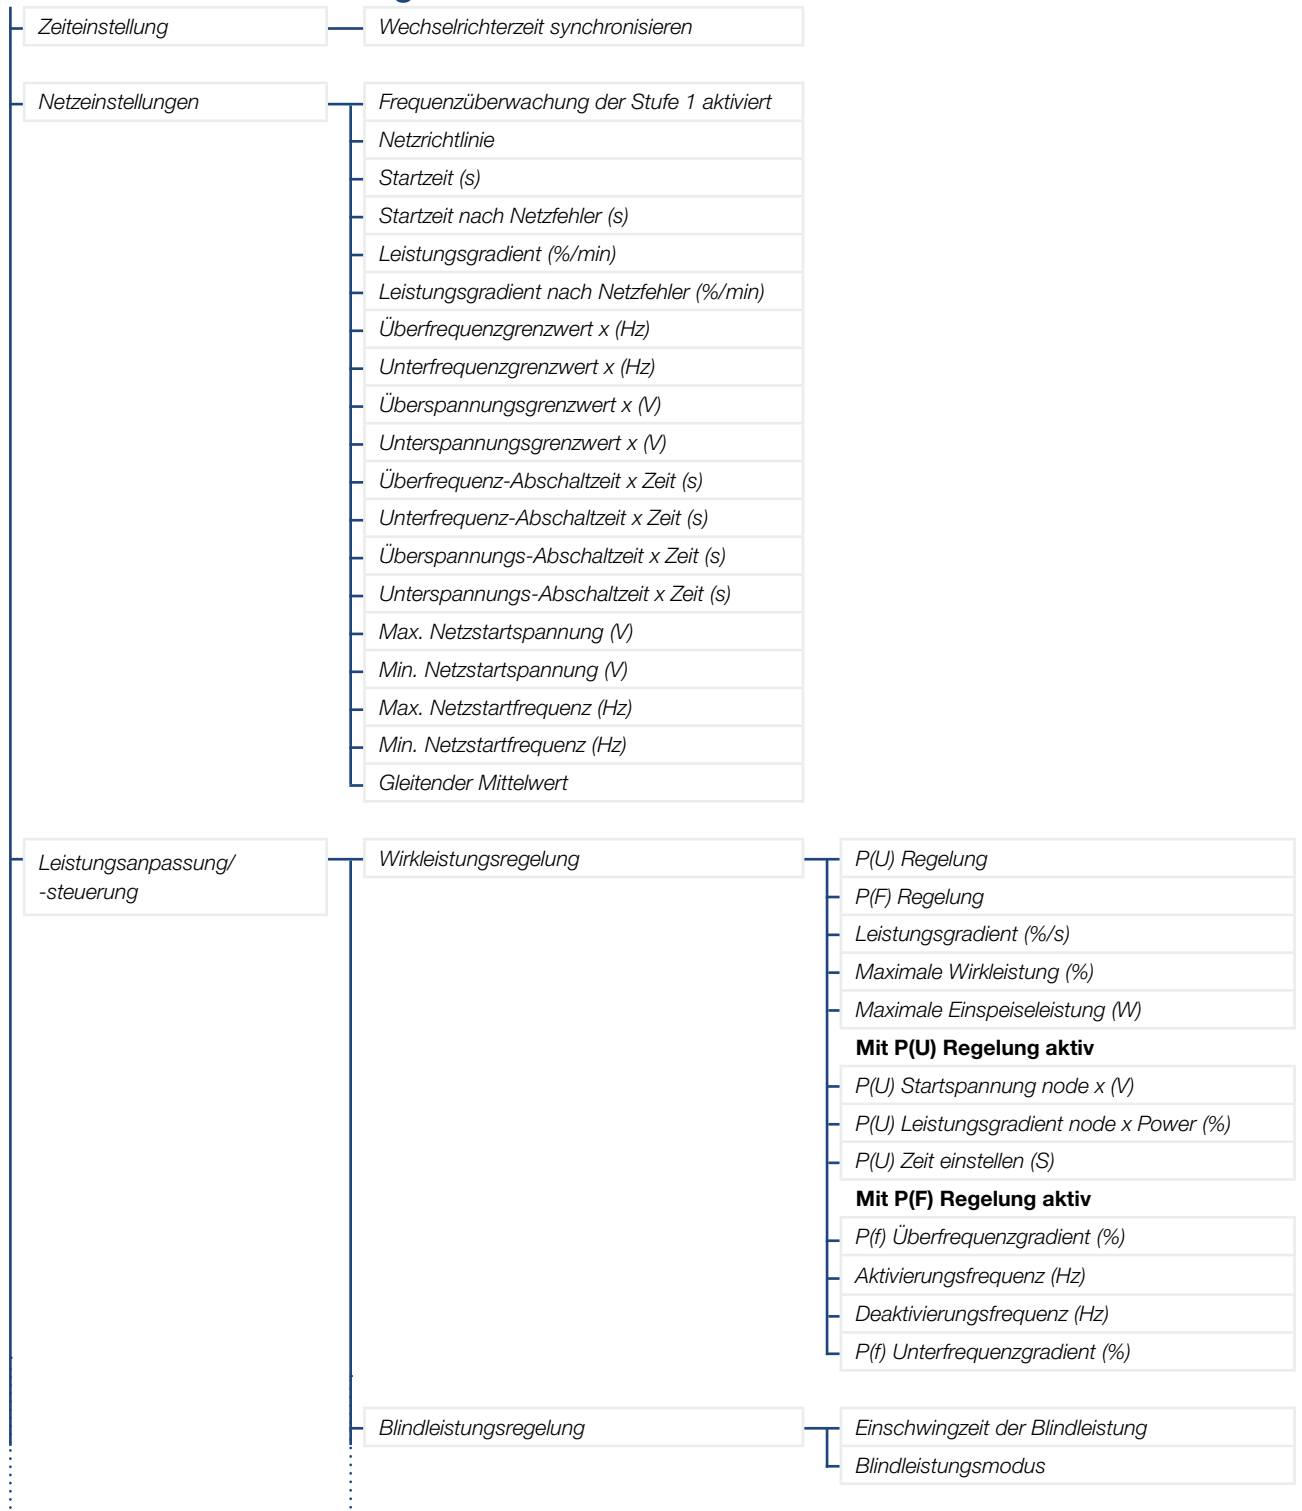 Zeiteinstellung
Wechselrichterzeit synchronisieren
Netzeinstellungen
Frequenzüberwachung der Stufe 1 aktiviert
Netzrichtlinie
Startzeit (s)
Startzeit nach Netzfehler (s)
Leistungsgradient (%/min)
Leistungsgradient nach Netzfehler (%/min)
Überfrequenzgrenzwert x (Hz)
Unterfrequenzgrenzwert x (Hz)
Überspannungsgrenzwert x (V)
Unterspannungsgrenzwert x (V)
Überfrequenz-Abschaltzeit x Zeit (s)
Unterfrequenz-Abschaltzeit x Zeit (s)
Überspannungs-Abschaltzeit x Zeit (s)
Unterspannungs-Abschaltzeit x Zeit (s)
Max. Netzstartspannung (V)
Min. Netzstartspannung (V)
Max. Netzstartfrequenz (Hz)
Min. Netzstartfrequenz (Hz)
Gleitender Mittelwert
Leistungsanpassung/
-steuerung
Wirkleistungsregelung
P(U) Regelung
P(F) Regelung
Leistungsgradient (%/s)
Maximale Wirkleistung (%)
Maximale Einspeiseleistung (W)
Mit P(U) Regelung aktiv
P(U) Startspannung node x (V)
P(U) Leistungsgradient node x Power (%)
P(U) Zeit einstellen (S)
Mit P(F) Regelung aktiv
P(f) Überfrequenzgradient (%)
Aktivierungsfrequenz (Hz)
Deaktivierungsfrequenz (Hz)
P(f) Unterfrequenzgradient (%)
Blindleistungsregelung
Einschwingzeit der Blindleistung
Blindleistungsmodus